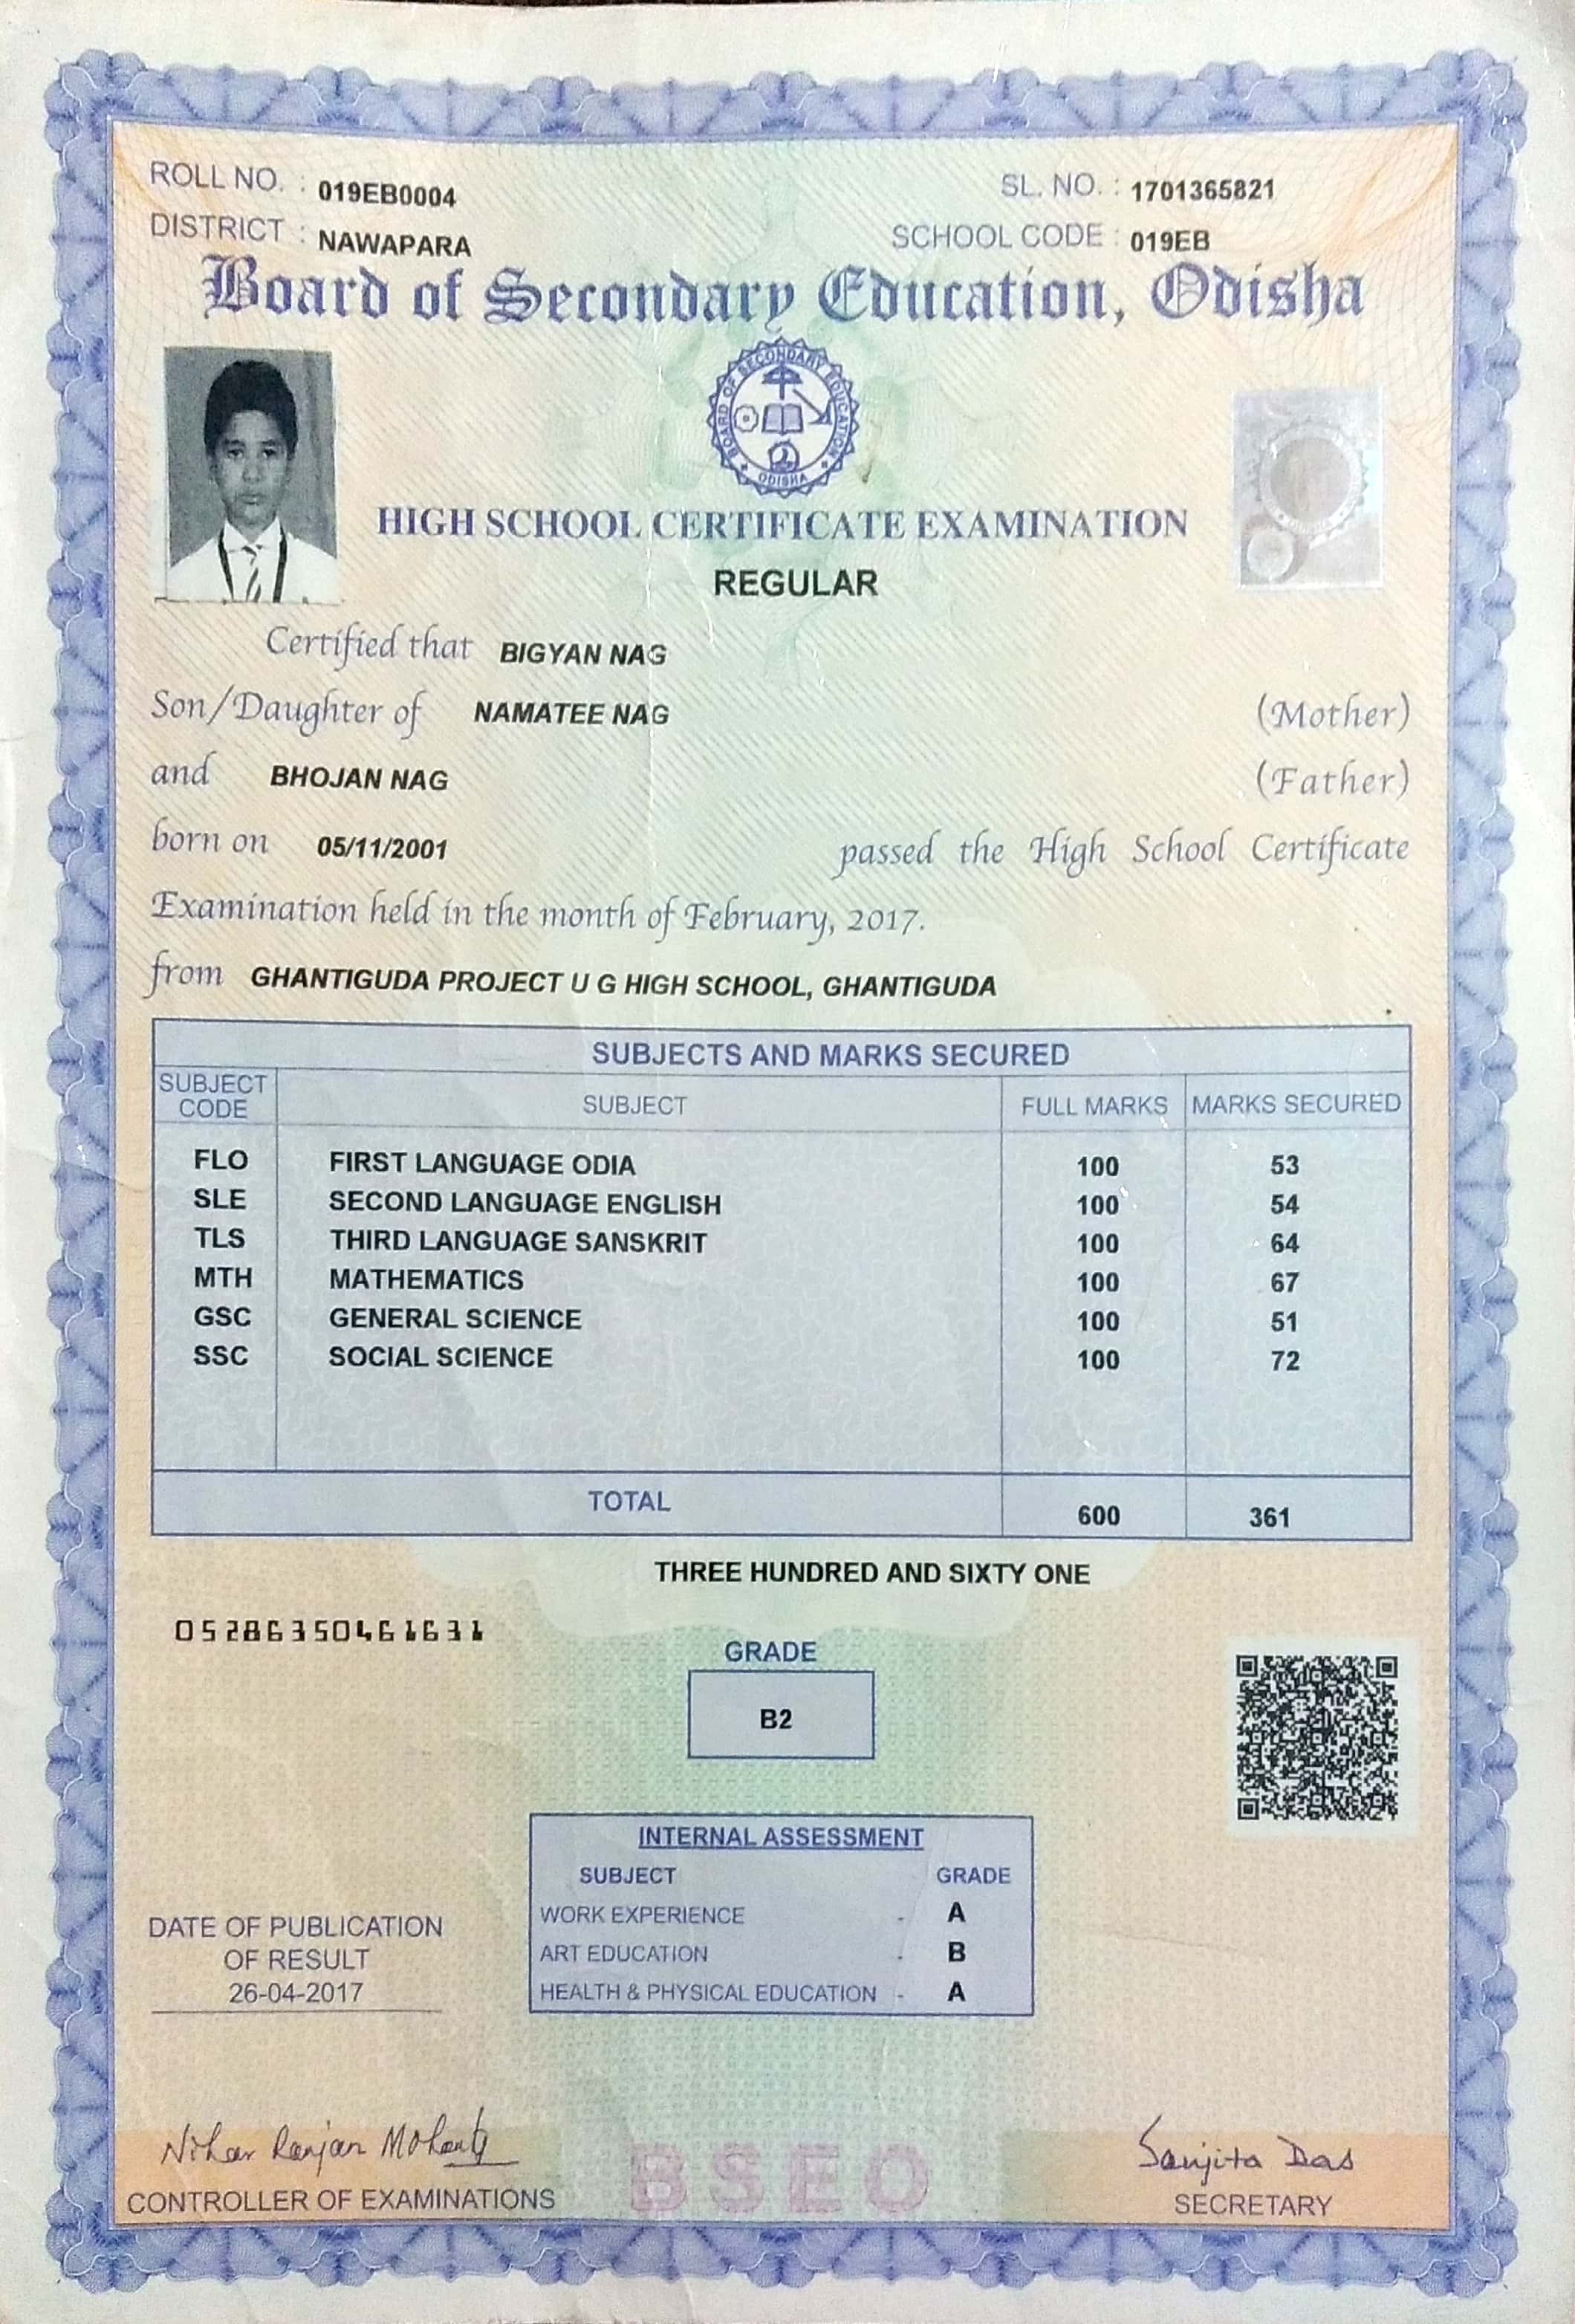 ROLL NO. : 019EB0004 SL. NO. : 1701365821
DISTRICT : NAWAPARA SCHOOL CODE : 019EB
Board of Secondary Education, Odisha
BOARD OF SECONDARY EDUCATION
ODISHA
HIGH SCHOOL CERTIFICATE EXAMINATION
REGULAR
Certified that BIGYAN NAG
Son/Daughter of NAMATEE NAG (Mother)
and BHOJAN NAG (Father)
born on 05/11/2001 passed the High School Certificate
Examination held in the month of February, 2017.
from GHANTIGUDA PROJECT U G HIGH SCHOOL, GHANTIGUDA
SUBJECTS AND MARKS SECURED
SUBJECT CODE SUBJECT FULL MARKS MARKS SECURED
FLO FIRST LANGUAGE ODIA 100 53
SLE SECOND LANGUAGE ENGLISH 100 54
TLS THIRD LANGUAGE SANSKRIT 100 64
MTH MATHEMATICS 100 67
GSC GENERAL SCIENCE 100 51
SSC SOCIAL SCIENCE 100 72
TOTAL 600 361
THREE HUNDRED AND SIXTY ONE
05286350461631
GRADE
B2
INTERNAL ASSESSMENT
SUBJECT GRADE
WORK EXPERIENCE - A
ART EDUCATION - B
HEALTH & PHYSICAL EDUCATION - A
DATE OF PUBLICATION
OF RESULT
26-04-2017
Nihar Ranjan Mohanty
CONTROLLER OF EXAMINATIONS
BSEO
Sanjita Das
SECRETARY